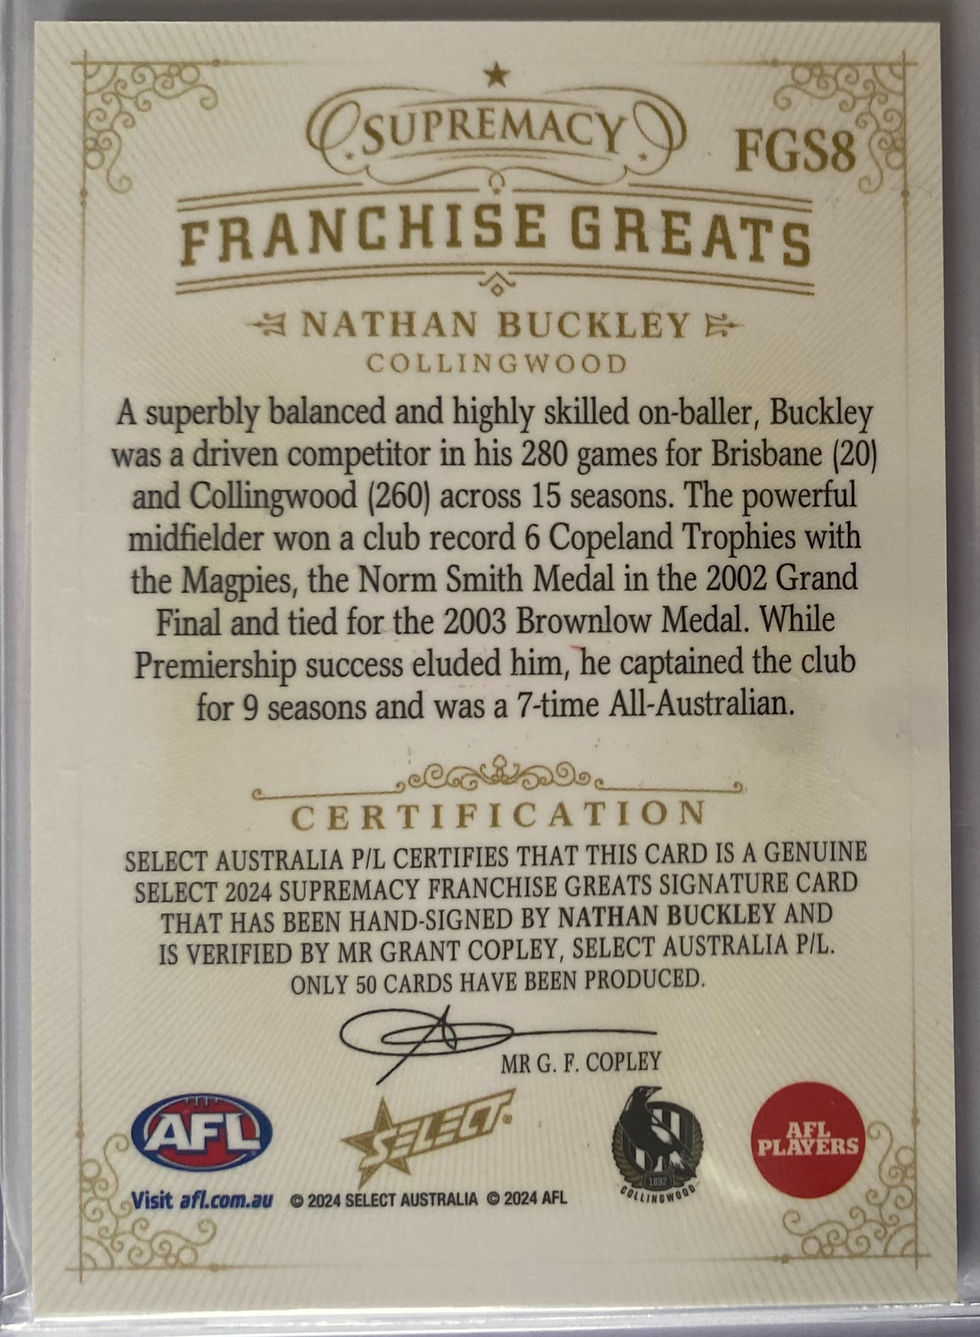 SUPREMACY
FGS8
FRANCHISE GREATS
NATHAN BUCKLEY
COLLINGWOOD
A superbly balanced and highly skilled on-baller, Buckley
was a driven competitor in his 280 games for Brisbane (20)
and Collingwood (260) across 15 seasons. The powerful
midfielder won a club record 6 Copeland Trophies with
the Magpies, the Norm Smith Medal in the 2002 Grand
Final and tied for the 2003 Brownlow Medal. While
Premiership success eluded him, he captained the club
for 9 seasons and was a 7-time All-Australian.
CERTIFICATION
SELECT AUSTRALIA P/L CERTIFIES THAT THIS CARD IS A GENUINE
SELECT 2024 SUPREMACY FRANCHISE GREATS SIGNATURE CARD
THAT HAS BEEN HAND-SIGNED BY NATHAN BUCKLEY AND
IS VERIFIED BY MR GRANT COPLEY, SELECT AUSTRALIA P/L.
ONLY 50 CARDS HAVE BEEN PRODUCED.
MR G. F. COPLEY
AFL
SELECT
1892
COLLINGWOOD
AFL
PLAYERS
Visit afl.com.au © 2024 SELECT AUSTRALIA © 2024 AFL